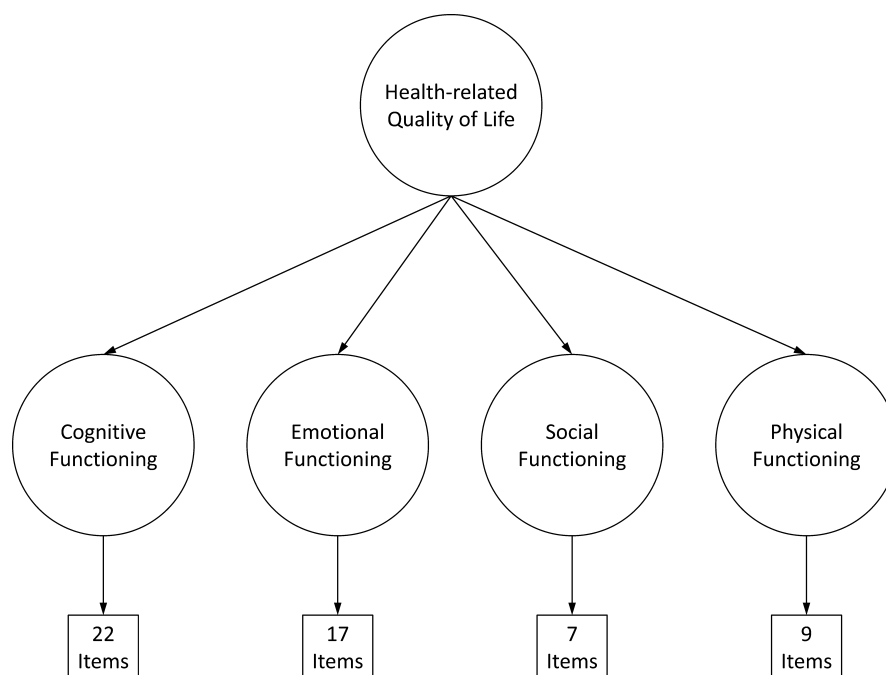 Health-related
Quality of Life
Cognitive
Functioning
Emotional
Functioning
Social
Functioning
Physical
Functioning
22
Items
17
Items
7
Items
9
Items